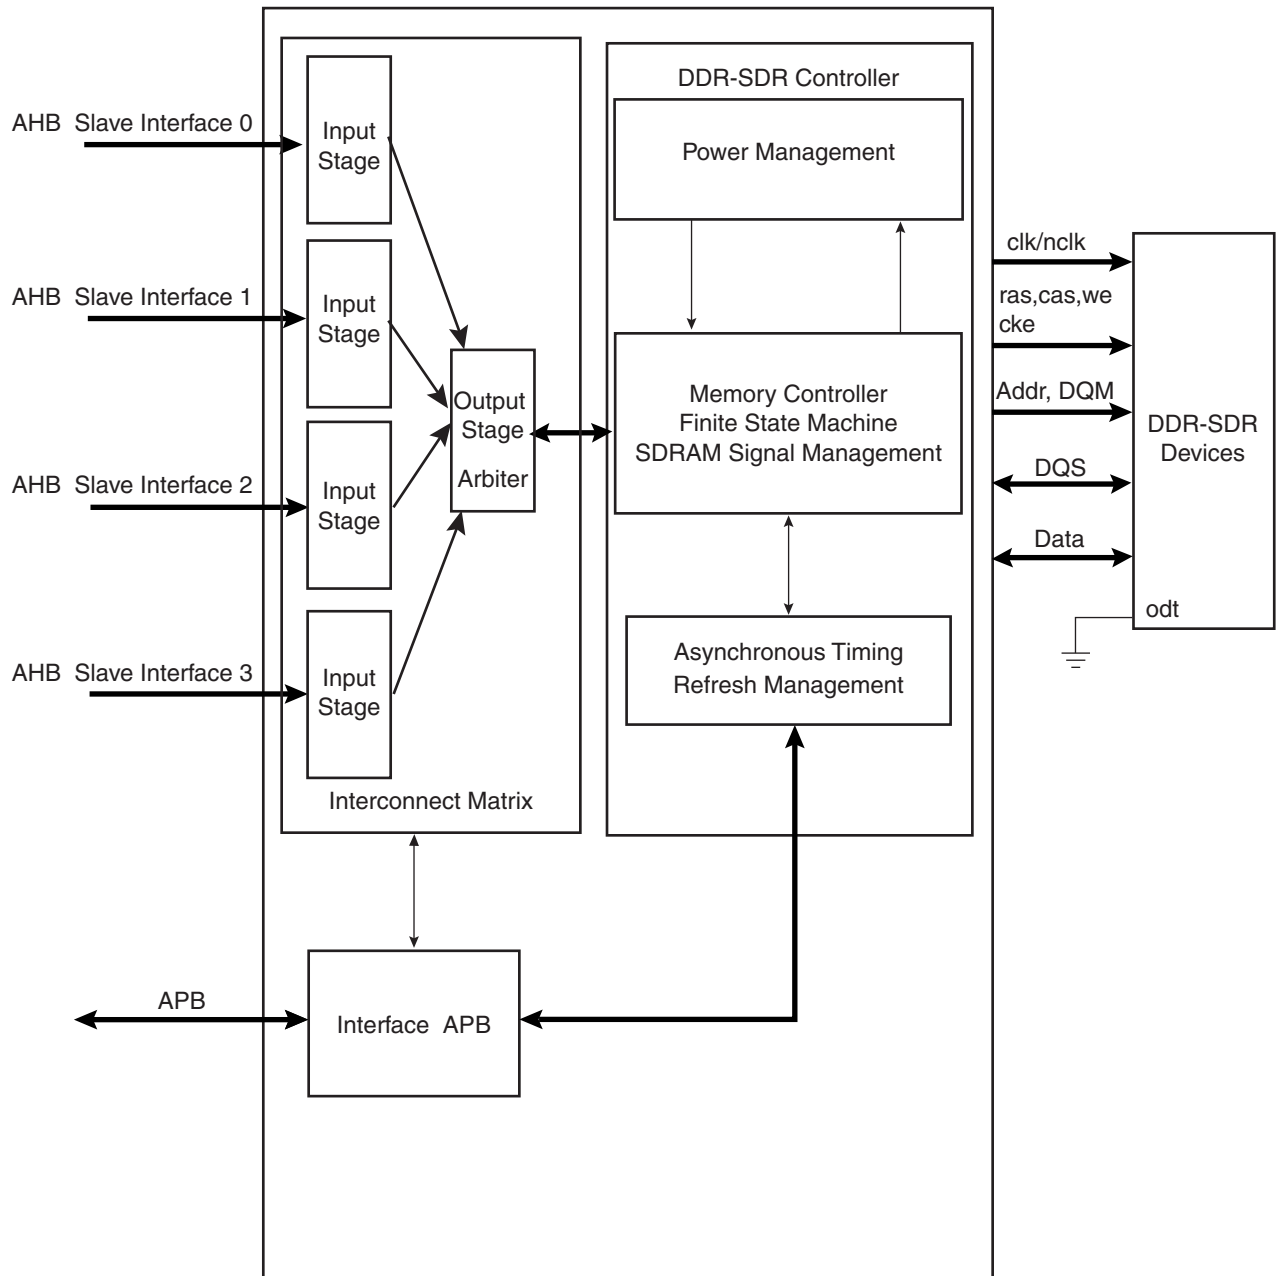 DDR-SDR Controller
AHB Slave Interface 0
Input
Stage
Power Management
AHB Slave Interface 1
Input
Stage
clk/nclk
ras,cas,we
cke
Output
Stage
Arbiter
Memory Controller
Finite State Machine
SDRAM Signal Management
Addr, DQM
DDR-SDR
Devices
DQS
Data
odt
AHB Slave Interface 2
Input
Stage
AHB Slave Interface 3
Input
Stage
Asynchronous Timing
Refresh Management
Interconnect Matrix
APB
Interface APB